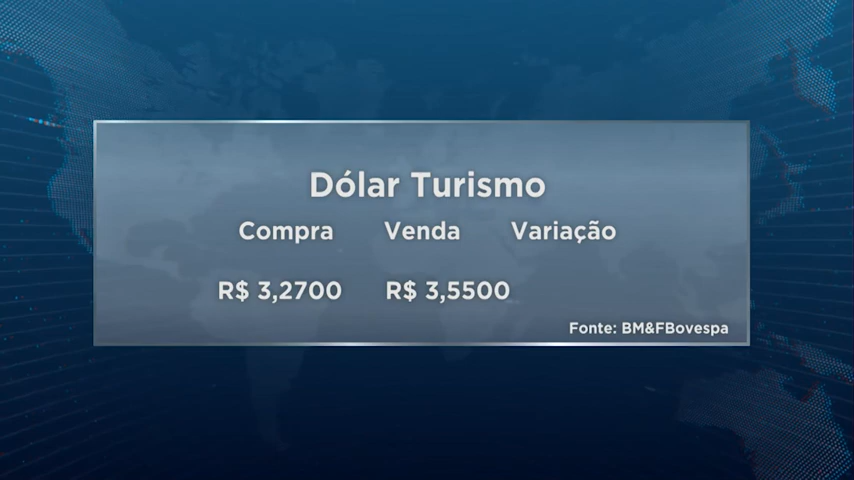 Dólar Turismo
Compra Venda Variação
R$ 3,2700 R$ 3,5500
Fonte: BM&FBovespa